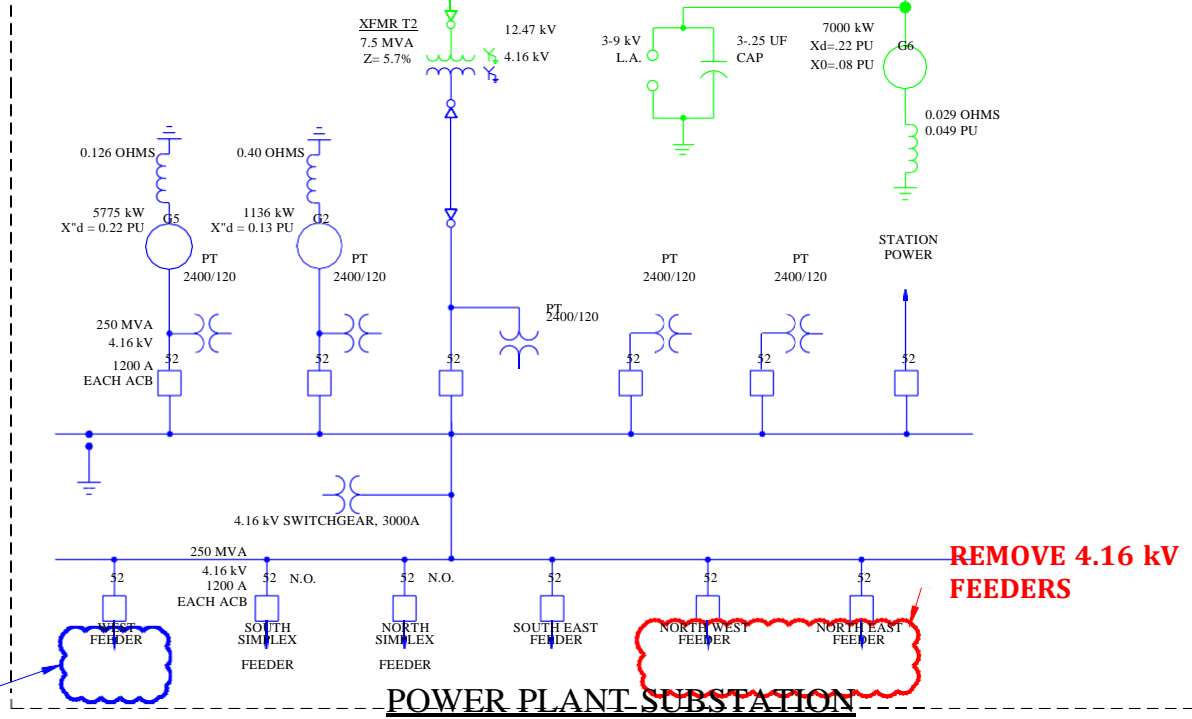 XFMR T2
7.5 MVA
Z= 5.7%
12.47 kV
4.16 kV
3-9 kV
L.A.
3-.25 UF
CAP
7000 kW
Xd=.22 PU
X0=.08 PU
G6
0.029 OHMS
0.049 PU
0.126 OHMS
0.40 OHMS
5775 kW
X"d = 0.22 PU
G5
1136 kW
X"d = 0.13 PU
G2
PT
2400/120
PT
2400/120
PT
2400/120
PT
2400/120
PT
2400/120
STATION
POWER
250 MVA
4.16 kV
1200 A
EACH ACB
52
52
52
52
52
52
4.16 kV SWITCHGEAR, 3000A
250 MVA
4.16 kV
1200 A
EACH ACB
52
52
N.O.
52
N.O.
52
52
52
REMOVE 4.16 kV
FEEDERS
WEST
FEEDER
SOUTH
SIMPLEX
FEEDER
NORTH
SIMPLEX
FEEDER
SOUTH EAST
FEEDER
NORTH WEST
FEEDER
NORTH EAST
FEEDER
POWER PLANT SUBSTATION